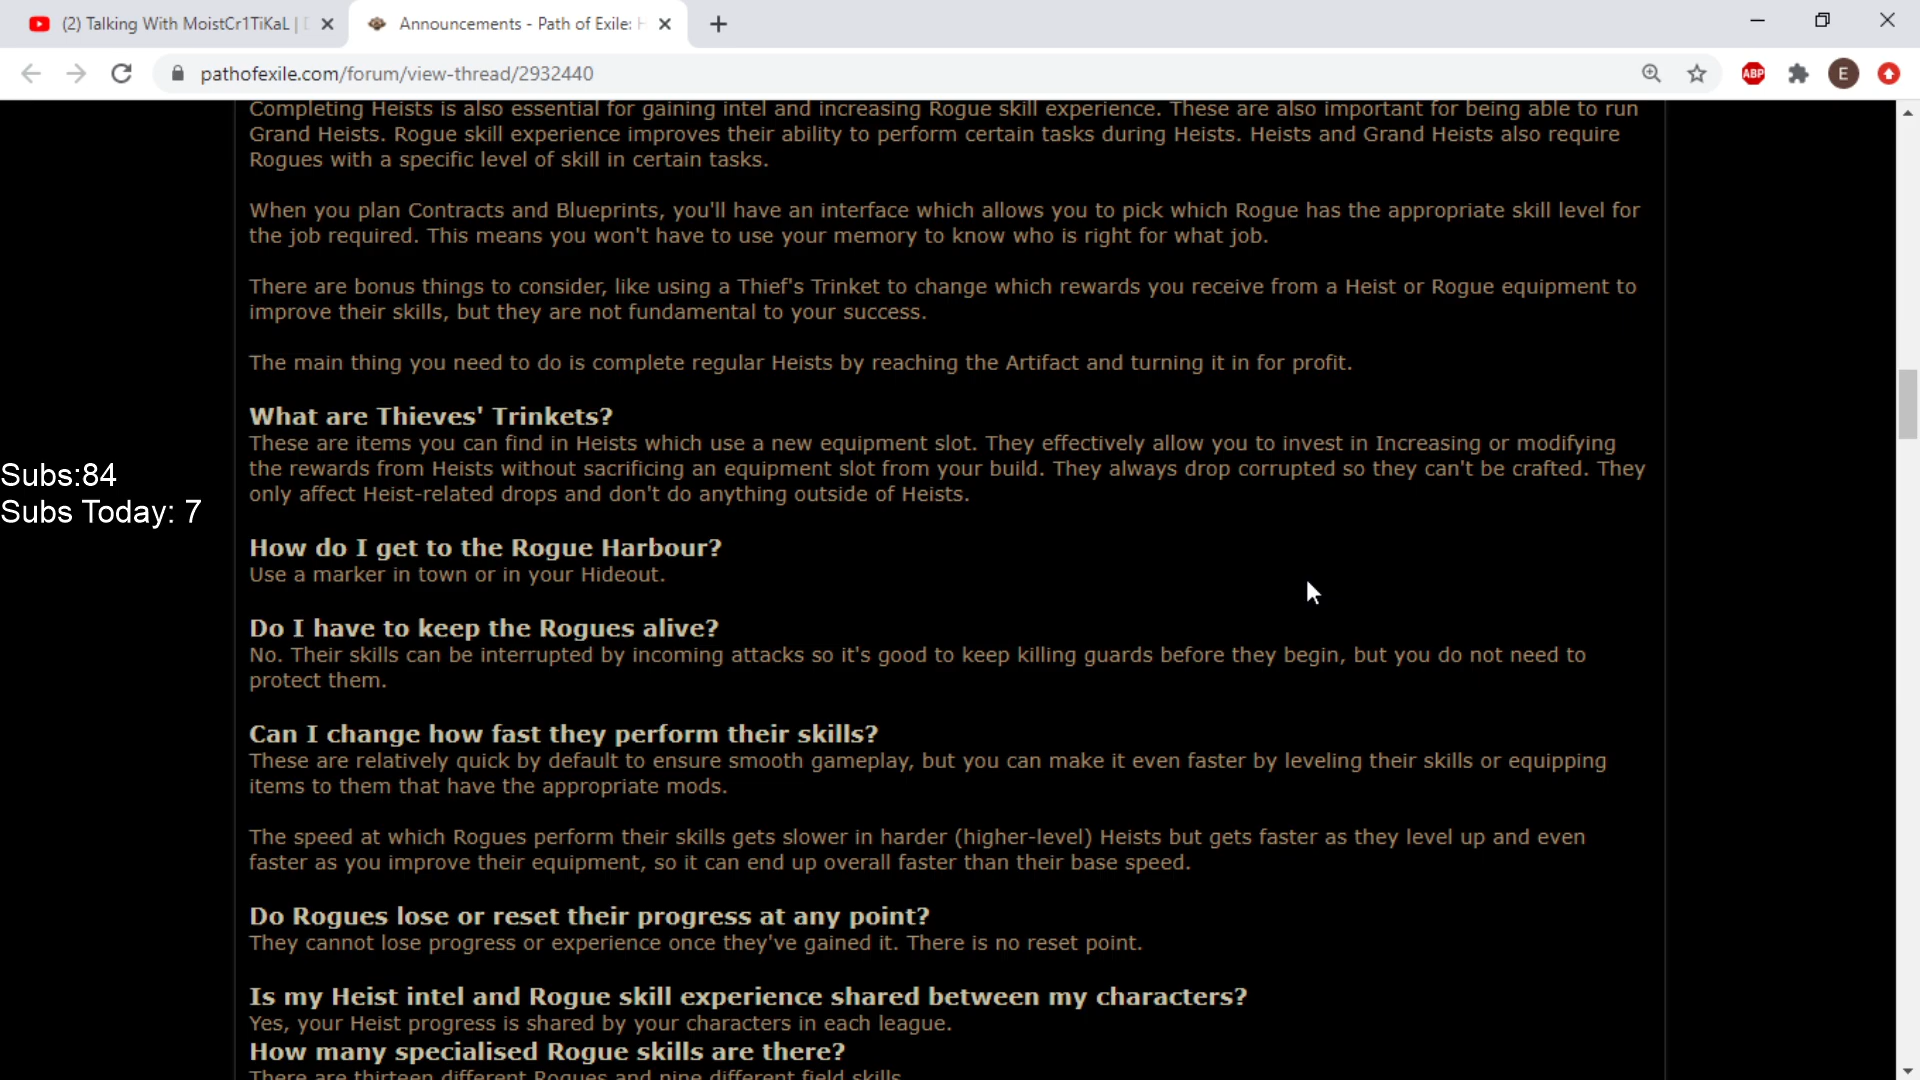 (2) Talking With MoistCr1TiKaL |
Announcements - Path of Exile:
pathofexile.com/forum/view-thread/2932440
ABP
E
Completing Heists is also essential for gaining intel and increasing Rogue skill experience. These are also important for being able to run
Grand Heists. Rogue skill experience improves their ability to perform certain tasks during Heists. Heists and Grand Heists also require
Rogues with a specific level of skill in certain tasks.
When you plan Contracts and Blueprints, you'll have an interface which allows you to pick which Rogue has the appropriate skill level for
the job required. This means you won't have to use your memory to know who is right for what job.
There are bonus things to consider, like using a Thief's Trinket to change which rewards you receive from a Heist or Rogue equipment to
improve their skills, but they are not fundamental to your success.
The main thing you need to do is complete regular Heists by reaching the Artifact and turning it in for profit.
What are Thieves' Trinkets?
These are items you can find in Heists which use a new equipment slot. They effectively allow you to invest in Increasing or modifying
the rewards from Heists without sacrificing an equipment slot from your build. They always drop corrupted so they can't be crafted. They
only affect Heist-related drops and don't do anything outside of Heists.
Subs:84
Subs Today: 7
How do I get to the Rogue Harbour?
Use a marker in town or in your Hideout.
Do I have to keep the Rogues alive?
No. Their skills can be interrupted by incoming attacks so it's good to keep killing guards before they begin, but you do not need to
protect them.
Can I change how fast they perform their skills?
These are relatively quick by default to ensure smooth gameplay, but you can make it even faster by leveling their skills or equipping
items to them that have the appropriate mods.
The speed at which Rogues perform their skills gets slower in harder (higher-level) Heists but gets faster as they level up and even
faster as you improve their equipment, so it can end up overall faster than their base speed.
Do Rogues lose or reset their progress at any point?
They cannot lose progress or experience once they've gained it. There is no reset point.
Is my Heist intel and Rogue skill experience shared between my characters?
Yes, your Heist progress is shared by your characters in each league.
How many specialised Rogue skills are there?
There are thirteen different Rogues and nine different field skills